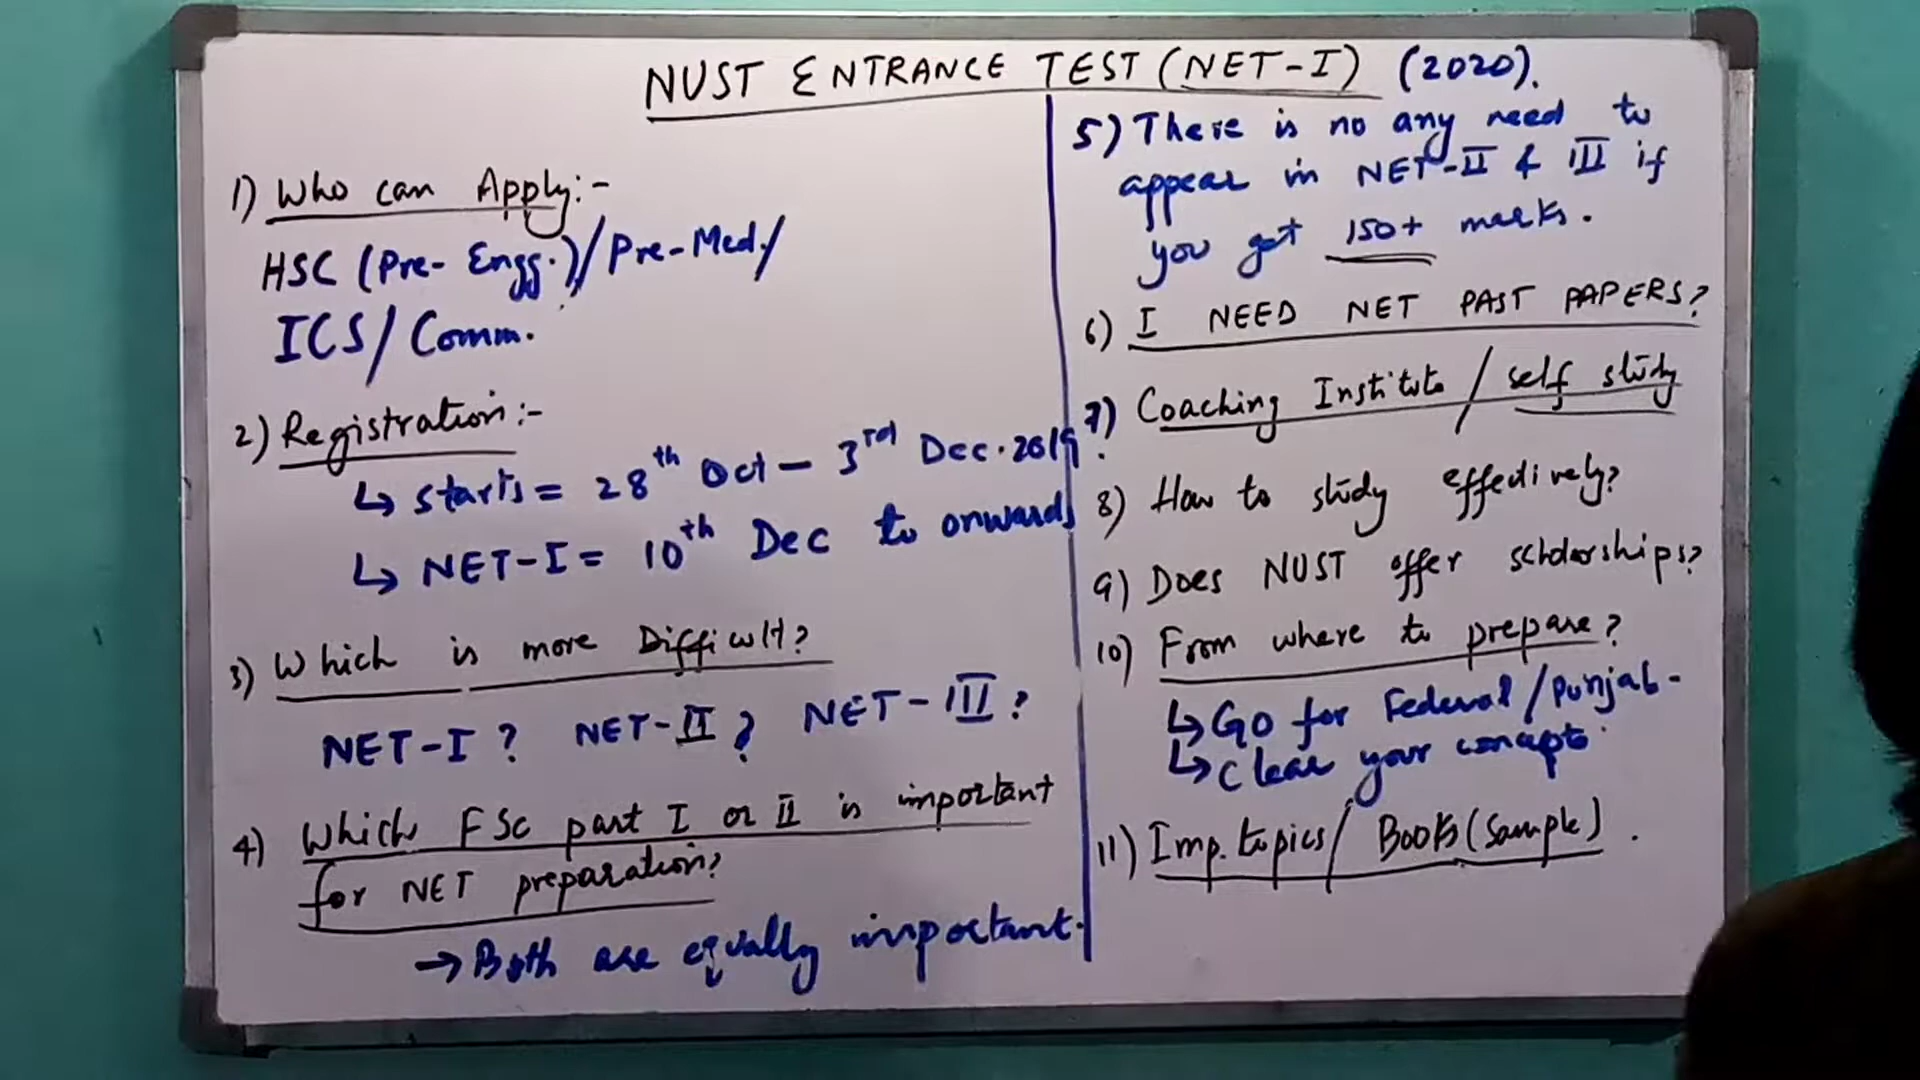 NUST ENTRANCE TEST (NET-I) (2020).
1) Who can Apply:-
HSC (Pre-Engg.)/Pre-Med./
ICS/Comm.
2) Registration:-
↳ starts = 28th Oct - 3rd Dec. 2019.
↳ NET-I = 10th Dec to onwards
3) Which is more Difficult?
NET-I ? NET-II ? NET-III ?
4) Which FSc part I or II is important
for NET preparation?
→ Both are equally important.
5) There is no any need to
appear in NET-II & III if
you get 150+ marks.
6) I NEED NET PAST PAPERS?
7) Coaching Institute / self study
8) How to study effectively?
9) Does NUST offer scholarships?
10) From where to prepare?
↳ Go for Federal/Punjab-
↳ Clear your concepts.
11) Imp. topics/ Books (Sample).